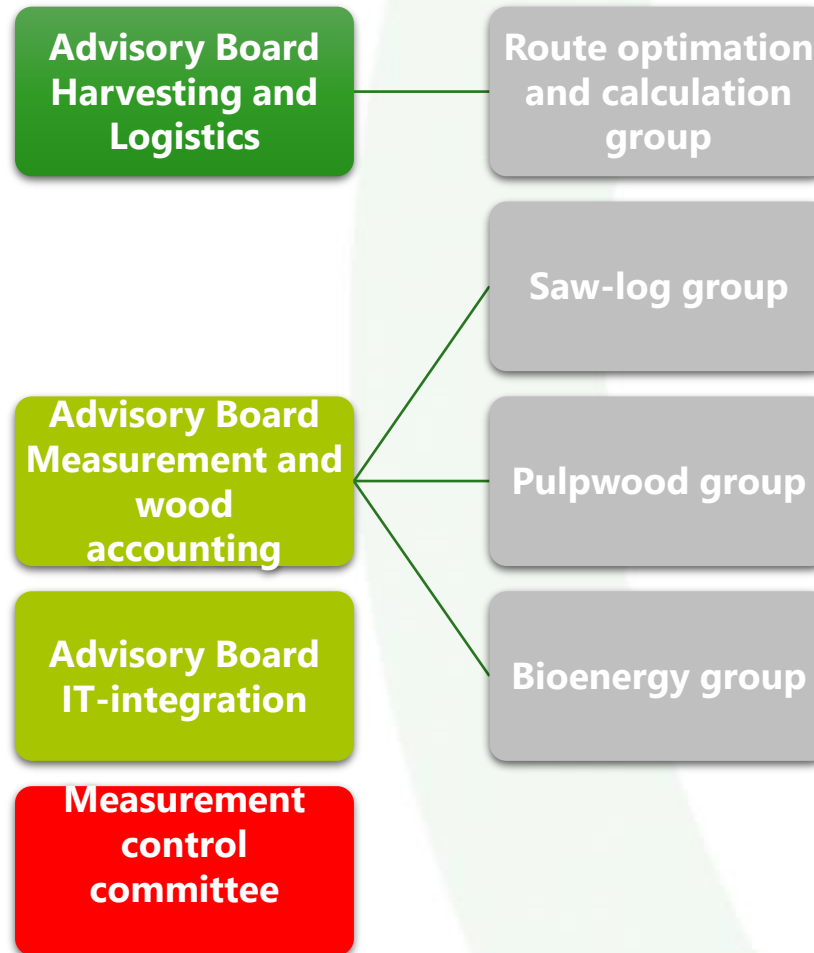 Advisory Board
Harvesting and
Logistics
Route optimation
and calculation
group
Saw-log group
Advisory Board
Measurement and
wood
accounting
Pulpwood group
Advisory Board
IT-integration
Bioenergy group
Measurement
control
committee